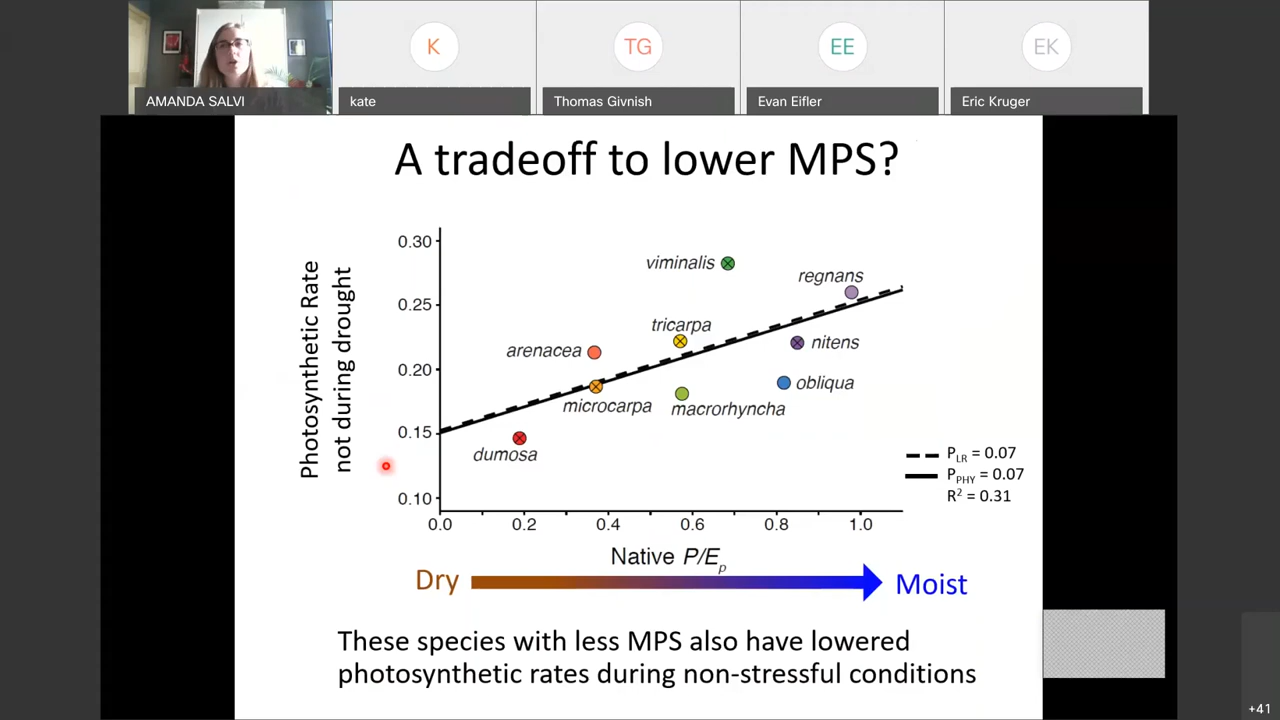 K
TG
EE
EK
AMANDA SALVI
kate
Thomas Givnish
Evan Eifler
Eric Kruger
A tradeoff to lower MPS?
Photosynthetic Rate
not during drought
0.30
0.25
0.20
0.15
0.10
viminalis
regnans
tricarpa
arenacea
nitens
obliqua
microcarpa
macrorhyncha
dumosa
P_LR = 0.07
P_PHY = 0.07
R² = 0.31
0.0 0.2 0.4 0.6 0.8 1.0
Native P/E_p
Dry
Moist
These species with less MPS also have lowered
photosynthetic rates during non-stressful conditions
+41